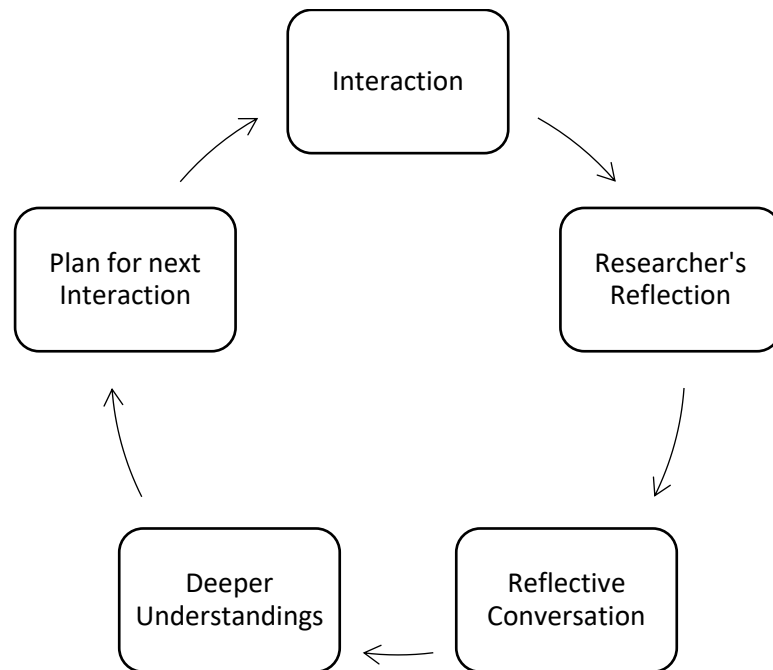 Interaction
Researcher's
Reflection
Reflective
Conversation
Deeper
Understandings
Plan for next
Interaction